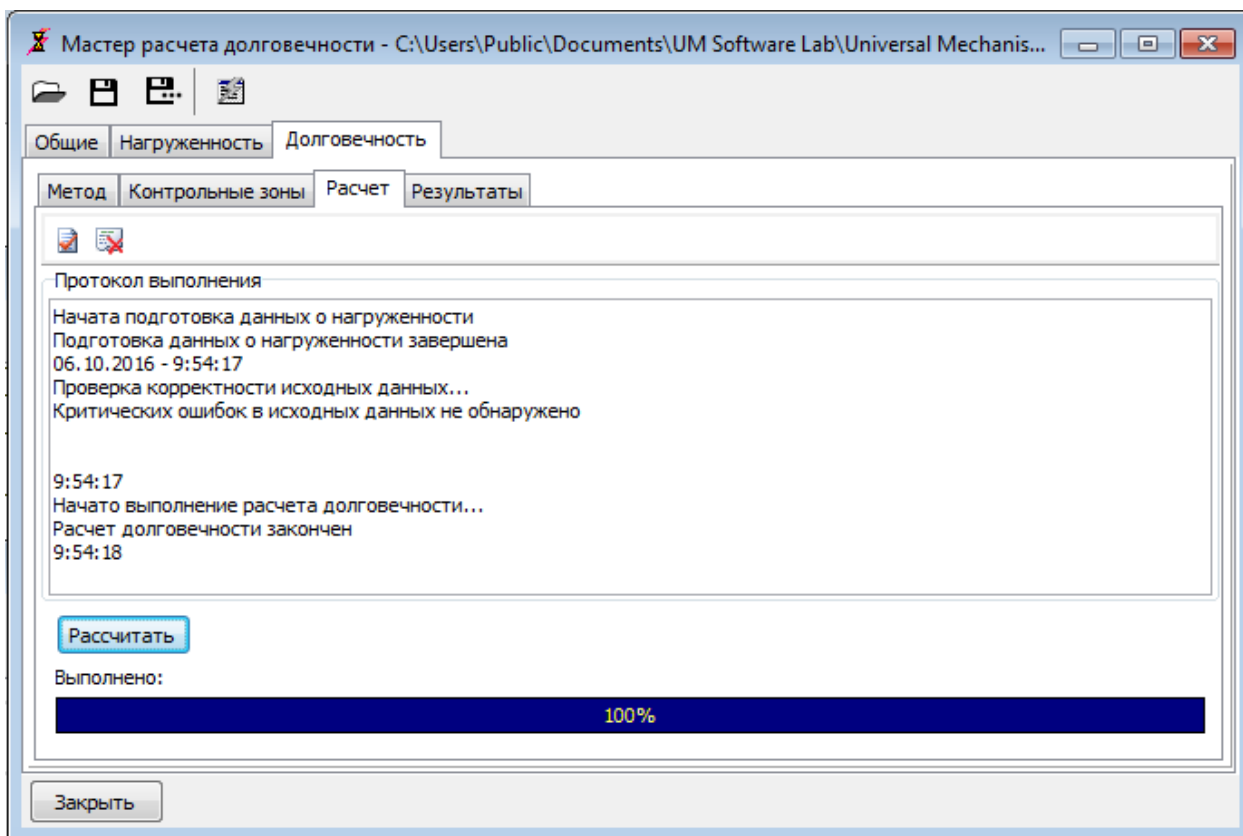 Мастер расчета долговечности - C:\Users\Public\Documents\UM Software Lab\Universal Mechanis...
Общие Нагруженность Долговечность
Метод Контрольные зоны Расчет Результаты
Протокол выполнения
Начата подготовка данных о нагруженности
Подготовка данных о нагруженности завершена
06.10.2016 - 9:54:17
Проверка корректности исходных данных...
Критических ошибок в исходных данных не обнаружено
9:54:17
Начато выполнение расчета долговечности...
Расчет долговечности закончен
9:54:18
Рассчитать
Выполнено:
100%
Закрыть